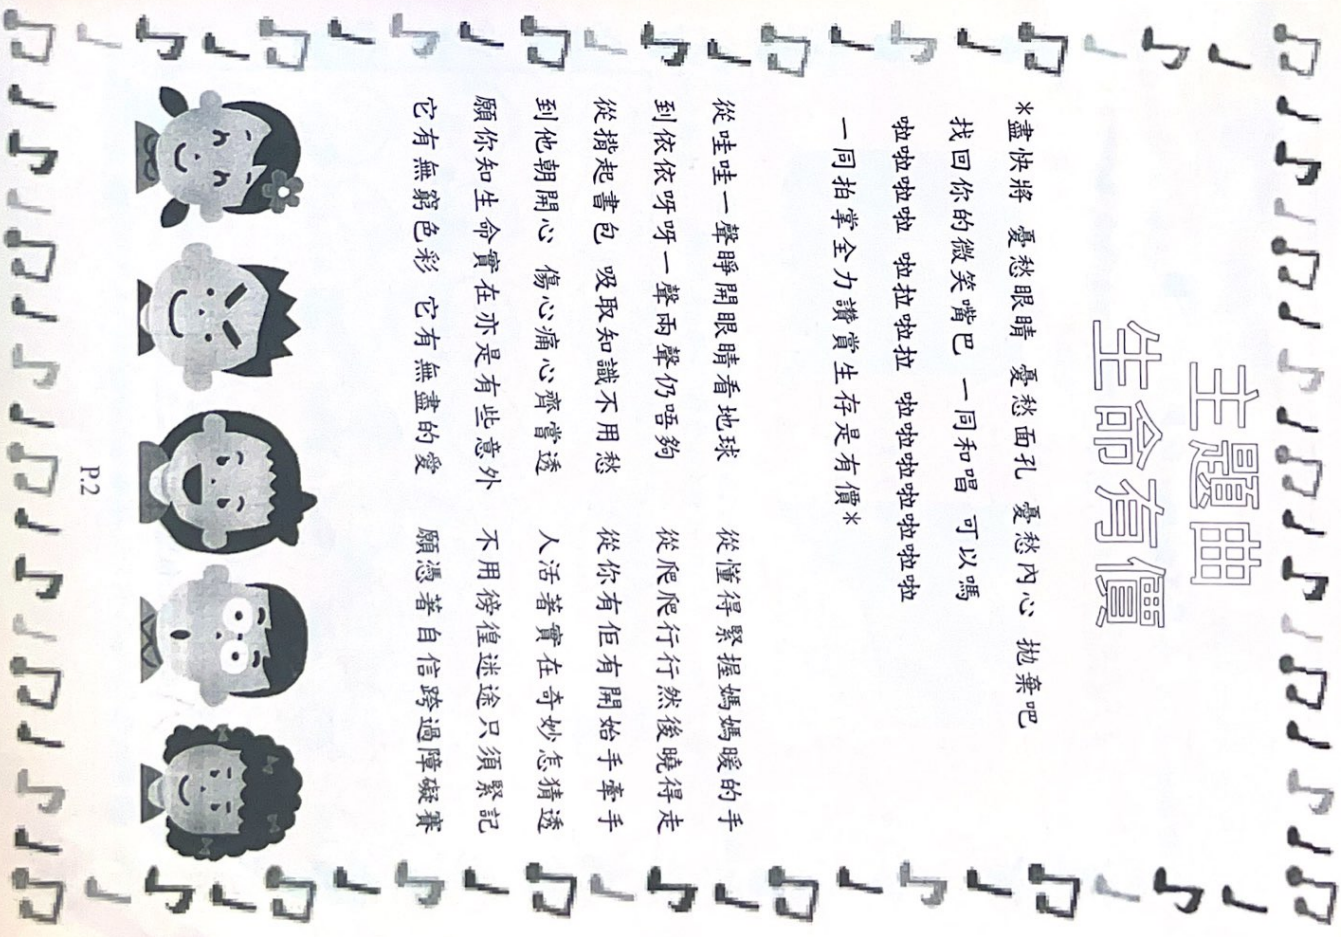 主題曲
生命有價
*盡快將 憂愁眼睛 憂愁面孔 憂愁內心 拋棄吧
找回你的微笑嘴巴 一同和唱 可以嗎
啦啦啦啦 啦拉啦拉 啦啦啦啦啦啦啦
一同拍掌全力讚賞生存是有價*
從哇哇一聲睜開眼睛看地球 從懂得緊握媽媽暖的手
到依依呀呀一聲兩聲仍唔夠 從爬爬行行然後曉得走
從揹起書包 吸取知識不用愁 從你有佢有開始手牽手
到他朝開心 傷心痛心齊嘗透 人活著實在奇妙怎猜透
願你知生命實在亦是有些意外 不用徬徨迷途只須緊記
它有無窮色彩 它有無盡的愛 願憑著自信跨過障礙賽
P.2